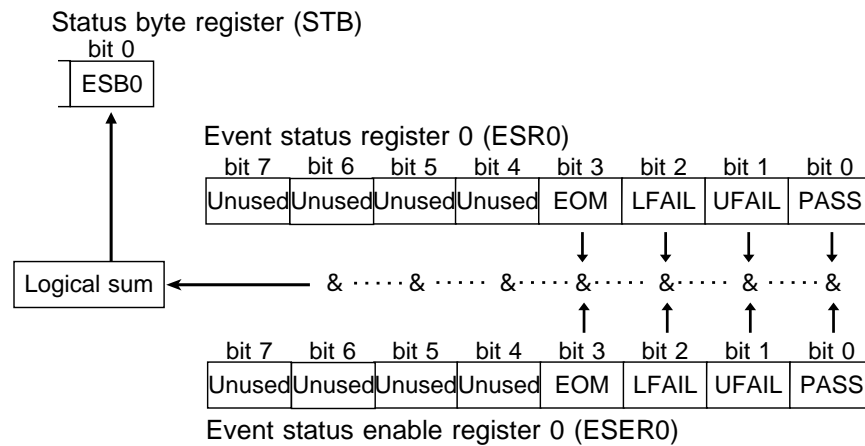 Status byte register (STB)
bit 0
ESB0
Event status register 0 (ESR0)
bit 7 bit 6 bit 5 bit 4 bit 3 bit 2 bit 1 bit 0
Unused Unused Unused Unused EOM LFAIL UFAIL PASS
Logical sum & ····· & ····· & ····· & ····· & ····· & ····· &
bit 7 bit 6 bit 5 bit 4 bit 3 bit 2 bit 1 bit 0
Unused Unused Unused Unused EOM LFAIL UFAIL PASS
Event status enable register 0 (ESER0)